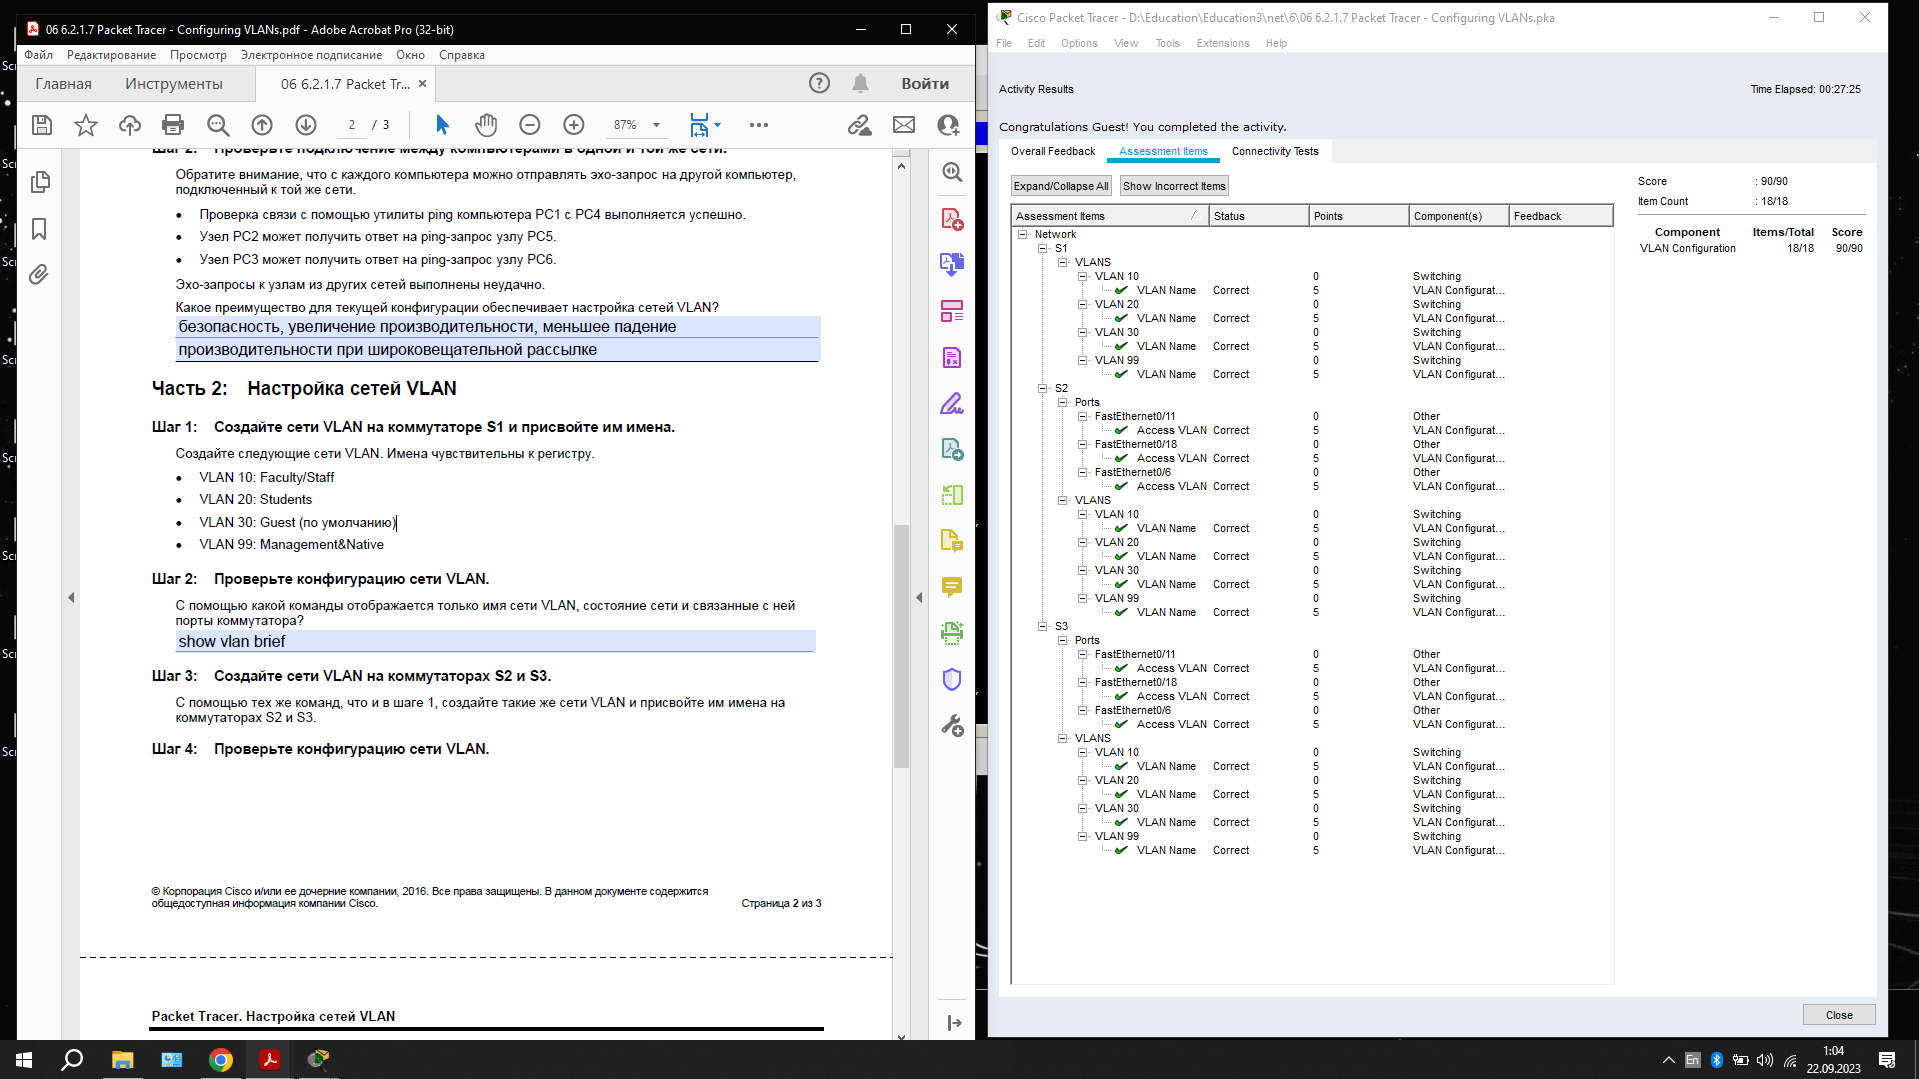 06 6.2.1.7 Packet Tracer - Configuring VLANs.pdf - Adobe Acrobat Pro (32-bit)
Файл Редактирование Просмотр Электронное подписание Окно Справка
Главная Инструменты 06 6.2.1.7 Packet Tr... × Войти
2 / 3 87%
Шаг 2: Проверьте подключение между компьютерами в одной и той же сети.
Обратите внимание, что с каждого компьютера можно отправлять эхо-запрос на другой компьютер,
подключенный к той же сети.
• Проверка связи с помощью утилиты ping компьютера PC1 с PC4 выполняется успешно.
• Узел PC2 может получить ответ на ping-запрос узлу PC5.
• Узел PC3 может получить ответ на ping-запрос узлу PC6.
Эхо-запросы к узлам из других сетей выполнены неудачно.
Какое преимущество для текущей конфигурации обеспечивает настройка сетей VLAN?
безопасность, увеличение производительности, меньшее падение
производительности при широковещательной рассылке
Часть 2: Настройка сетей VLAN
Шаг 1: Создайте сети VLAN на коммутаторе S1 и присвойте им имена.
Создайте следующие сети VLAN. Имена чувствительны к регистру.
• VLAN 10: Faculty/Staff
• VLAN 20: Students
• VLAN 30: Guest (по умолчанию)
• VLAN 99: Management&Native
Шаг 2: Проверьте конфигурацию сети VLAN.
С помощью какой команды отображается только имя сети VLAN, состояние сети и связанные с ней
порты коммутатора?
show vlan brief
Шаг 3: Создайте сети VLAN на коммутаторах S2 и S3.
С помощью тех же команд, что и в шаге 1, создайте такие же сети VLAN и присвойте им имена на
коммутаторах S2 и S3.
Шаг 4: Проверьте конфигурацию сети VLAN.
© Корпорация Cisco и/или ее дочерние компании, 2016. Все права защищены. В данном документе содержится
общедоступная информация компании Cisco. Страница 2 из 3
Packet Tracer. Настройка сетей VLAN
Cisco Packet Tracer - D:\Education\Education3\net\6\06 6.2.1.7 Packet Tracer - Configuring VLANs.pka
File Edit Options View Tools Extensions Help
Activity Results Time Elapsed: 00:27:25
Congratulations Guest! You completed the activity.
Overall Feedback Assessment Items Connectivity Tests
Expand/Collapse All Show Incorrect Items
Score : 90/90
Item Count : 18/18
Component Items/Total Score
VLAN Configuration 18/18 90/90
Assessment Items Status Points Component(s) Feedback
Network
S1
VLANS
VLAN 10 0 Switching
VLAN Name Correct 5 VLAN Configurat...
VLAN 20 0 Switching
VLAN Name Correct 5 VLAN Configurat...
VLAN 30 0 Switching
VLAN Name Correct 5 VLAN Configurat...
VLAN 99 0 Switching
VLAN Name Correct 5 VLAN Configurat...
S2
Ports
FastEthernet0/11 0 Other
Access VLAN Correct 5 VLAN Configurat...
FastEthernet0/18 0 Other
Access VLAN Correct 5 VLAN Configurat...
FastEthernet0/6 0 Other
Access VLAN Correct 5 VLAN Configurat...
VLANS
VLAN 10 0 Switching
VLAN Name Correct 5 VLAN Configurat...
VLAN 20 0 Switching
VLAN Name Correct 5 VLAN Configurat...
VLAN 30 0 Switching
VLAN Name Correct 5 VLAN Configurat...
VLAN 99 0 Switching
VLAN Name Correct 5 VLAN Configurat...
S3
Ports
FastEthernet0/11 0 Other
Access VLAN Correct 5 VLAN Configurat...
FastEthernet0/18 0 Other
Access VLAN Correct 5 VLAN Configurat...
FastEthernet0/6 0 Other
Access VLAN Correct 5 VLAN Configurat...
VLANS
VLAN 10 0 Switching
VLAN Name Correct 5 VLAN Configurat...
VLAN 20 0 Switching
VLAN Name Correct 5 VLAN Configurat...
VLAN 30 0 Switching
VLAN Name Correct 5 VLAN Configurat...
VLAN 99 0 Switching
VLAN Name Correct 5 VLAN Configurat...
Close
En 1:04
22.09.2023